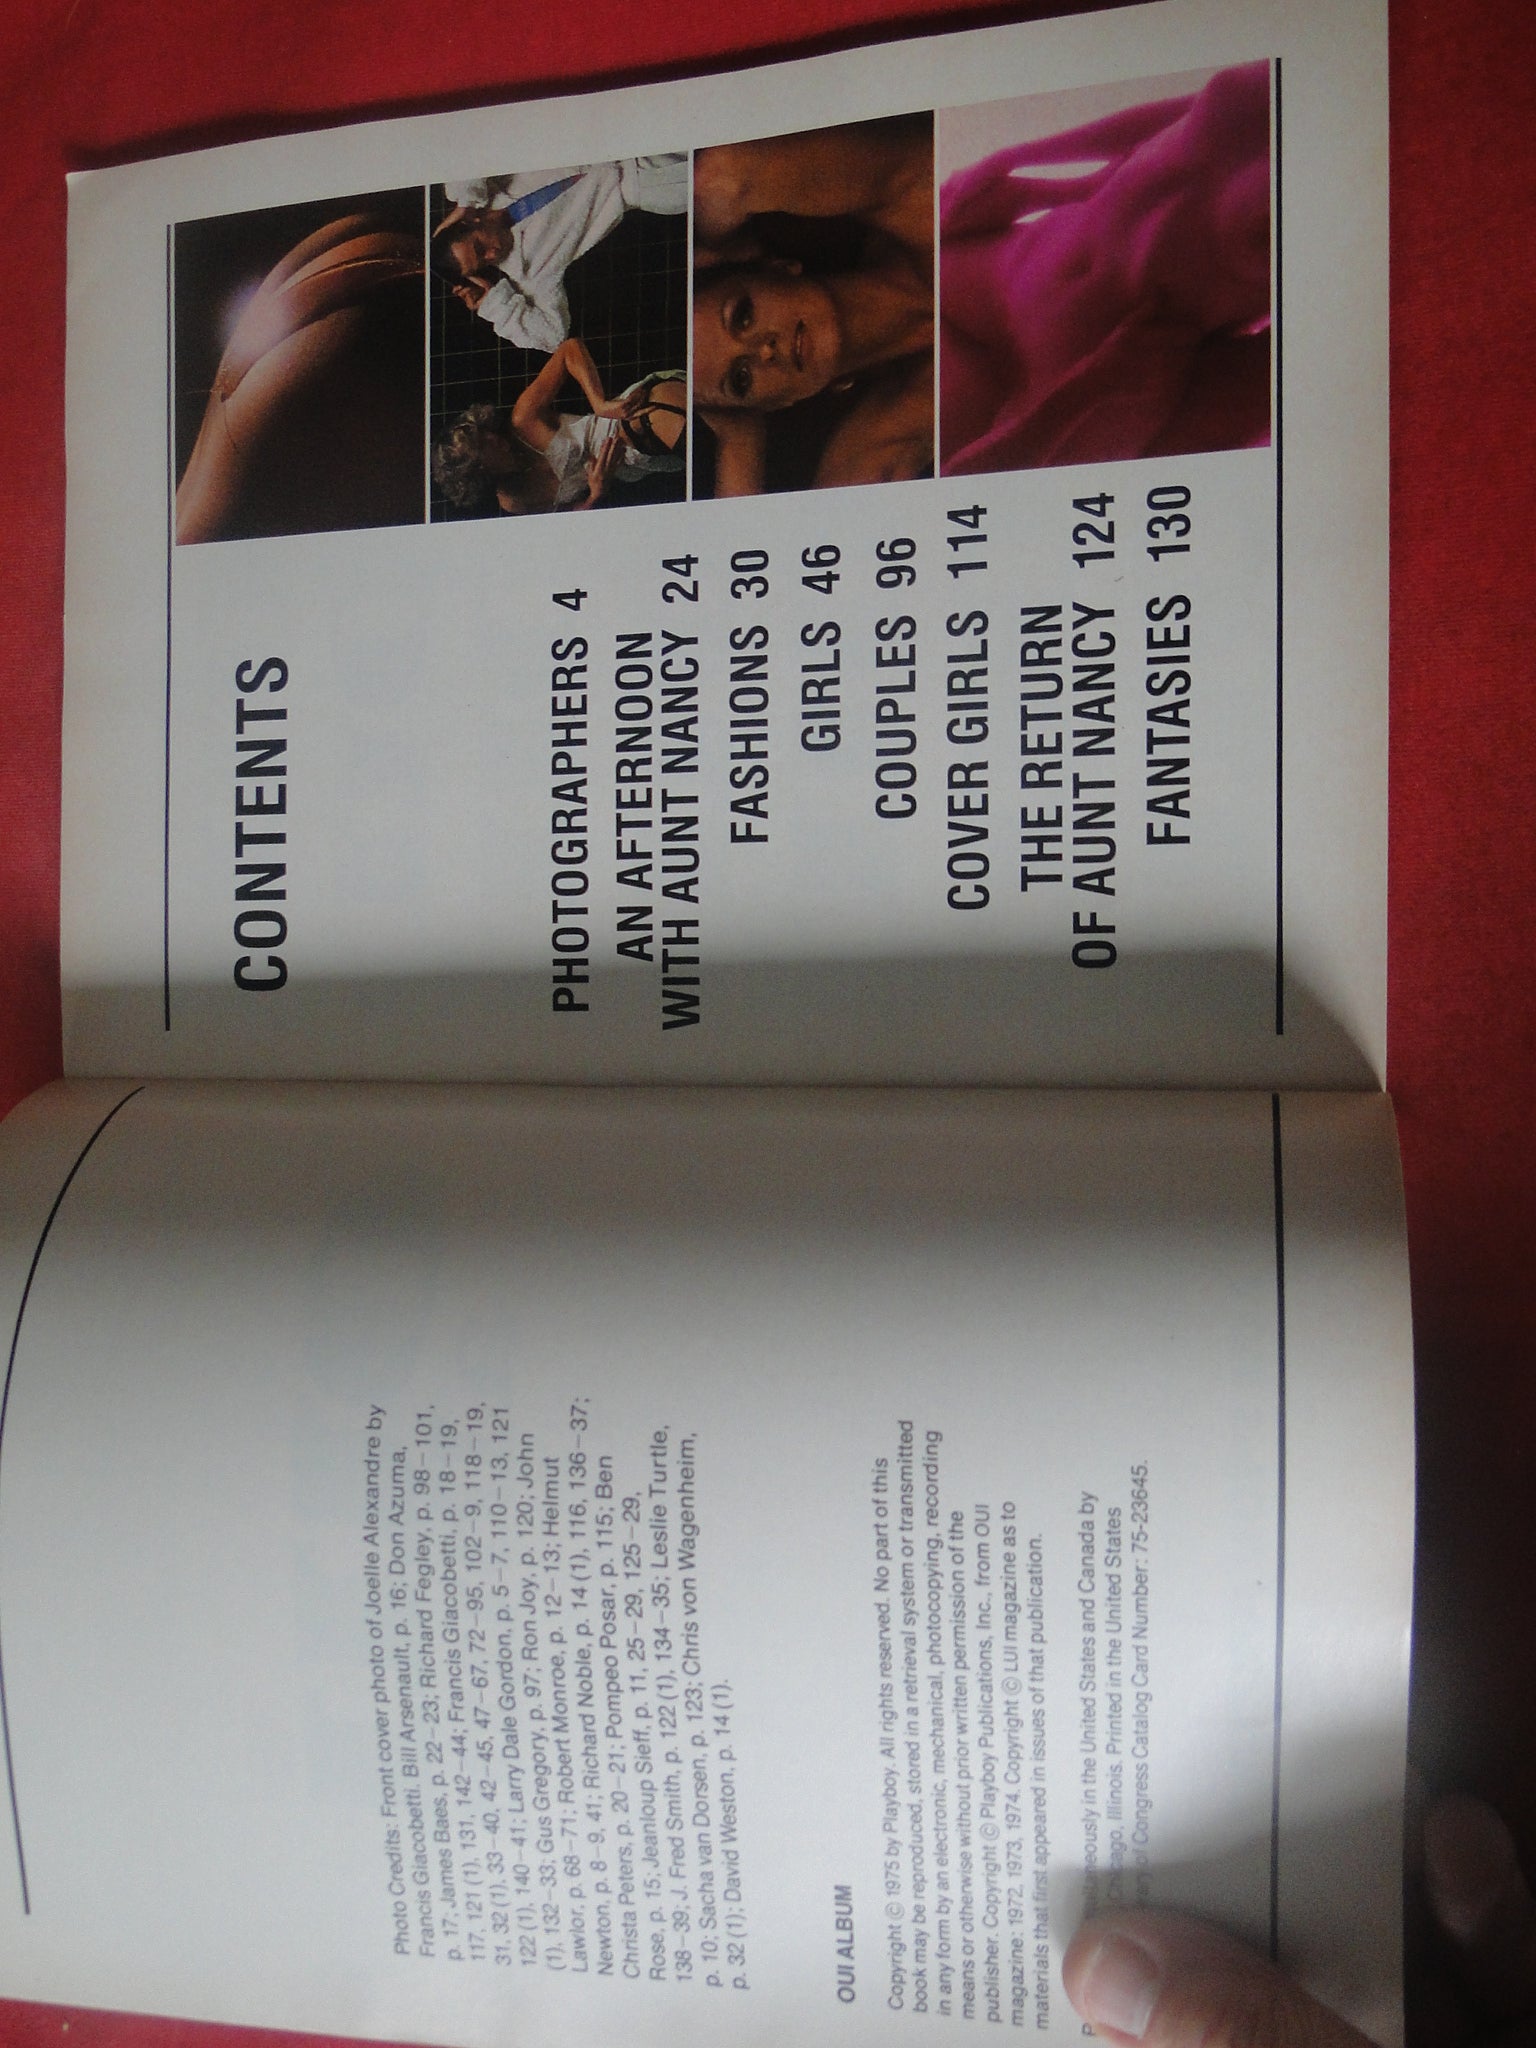 Photo Credits: Front cover photo of Joelle Alexandre by
Francis Giacobetti. Bill Arsenault, p. 16; Don Azuma,
p. 17; James Baes, p. 22–23; Richard Fegley, p. 98–101,
117, 121 (1), 131, 142–44; Francis Giacobetti, p. 18–19,
31, 32 (1), 33–40, 42–45, 47–67, 72–95, 102–9, 118–19,
122 (1), 140–41; Larry Dale Gordon, p. 5–7, 110–13, 121
(1), 132–33; Gus Gregory, p. 97; Ron Joy, p. 120; John
Lawlor, p. 68–71; Robert Monroe, p. 12–13; Helmut
Newton, p. 8–9, 41; Richard Noble, p. 14 (1), 116, 136–37;
Christa Peters, p. 20–21; Pompeo Posar, p. 115; Ben
Rose, p. 15; Jeanloup Sieff, p. 11, 25–29, 125–29,
138–39; J. Fred Smith, p. 122 (1), 134–35; Leslie Turtle,
p. 10; Sacha van Dorsen, p. 123; Chris von Wagenheim,
p. 32 (1); David Weston, p. 14 (1).
OUI ALBUM
Copyright © 1975 by Playboy. All rights reserved. No part of this
book may be reproduced, stored in a retrieval system or transmitted
in any form by an electronic, mechanical, photocopying, recording
means or otherwise without prior written permission of the
publisher. Copyright © Playboy Publications, Inc., from OUI
magazine: 1972, 1973, 1974. Copyright © LUI magazine as to
materials that first appeared in issues of that publication.
in the United States and Canada by
Chicago, Illinois. Printed in the United States
of Congress Catalog Card Number: 75-23645.
CONTENTS
PHOTOGRAPHERS 4
AN AFTERNOON
WITH AUNT NANCY 24
FASHIONS 30
GIRLS 46
COUPLES 96
COVER GIRLS 114
THE RETURN
OF AUNT NANCY 124
FANTASIES 130